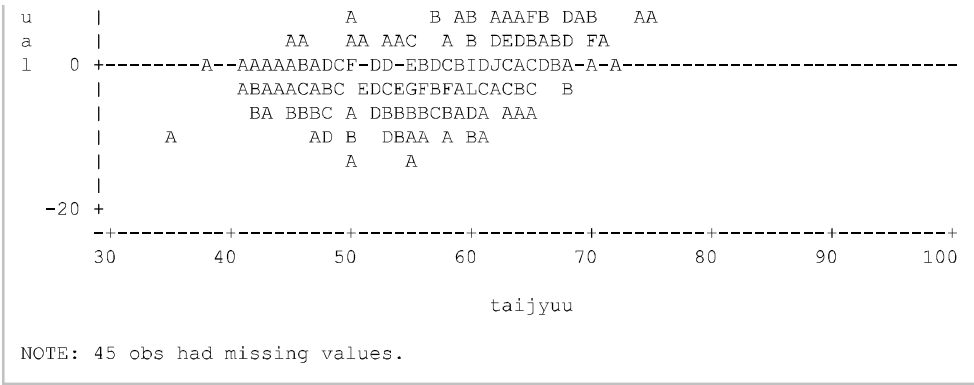 u     |                    A      B AB AAAFB DAB   AA
a     |               AA   AA AAC  A B DEDBABD FA
l   0 +--------A--AAAAABADCF-DD-EBDCBIDJCACDBA-A-A----------------------------
      |           ABAAACABC EDCEGFBFALCACBC  B
      |            BA BBBC A DBBBBCBADA AAA
      |     A           AD B  DBAA A BA
      |                    A    A
      |
  -20 +
      -+---------+---------+---------+---------+---------+---------+---------+
      30        40        50        60        70        80        90       100
                                       taijyuu
NOTE: 45 obs had missing values.